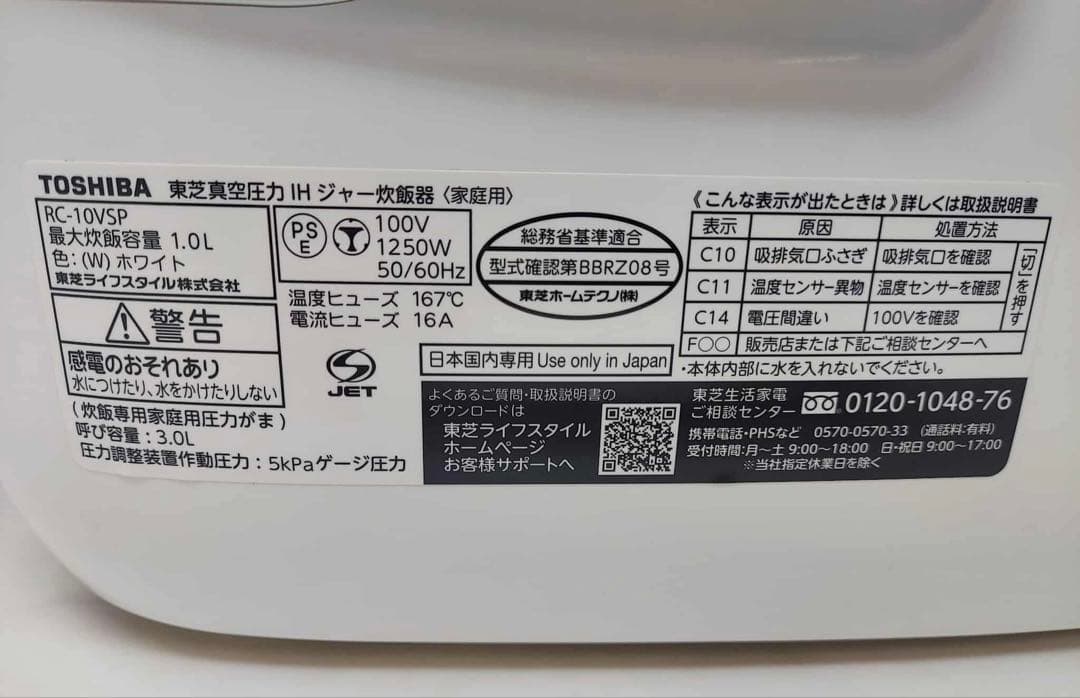 TOSHIBA 東芝真空圧力IHジャー炊飯器〈家庭用〉
RC-10VSP
最大炊飯容量 1.0L
色:(W)ホワイト
東芝ライフスタイル株式会社
PS
E
100V
1250W
50/60Hz
温度ヒューズ 167℃
電流ヒューズ 16A
警告
感電のおそれあり
水につけたり、水をかけたりしない
(炊飯専用家庭用圧力がま)
呼び容量:3.0L
圧力調整装置作動圧力:5kPaゲージ圧力
JET
総務省基準適合
型式確認第BBRZ08号
東芝ホームテクノ(株)
日本国内専用 Use only in Japan
よくあるご質問・取扱説明書の
ダウンロードは
東芝ライフスタイル
ホームページ
お客様サポートへ
《こんな表示が出たときは》詳しくは取扱説明書
表示 原因 処置方法
C10 吸排気口ふさぎ 吸排気口を確認
C11 温度センサー異物 温度センサーを確認
C14 電圧間違い 100Vを確認
「切」を押す
F○○ 販売店または下記ご相談センターへ
・本体内部に水を入れないでください。
東芝生活家電
ご相談センター 0120-1048-76
携帯電話・PHSなど 0570-0570-33 (通話料:有料)
受付時間:月〜土 9:00〜18:00 日・祝日 9:00〜17:00
※当社指定休業日を除く